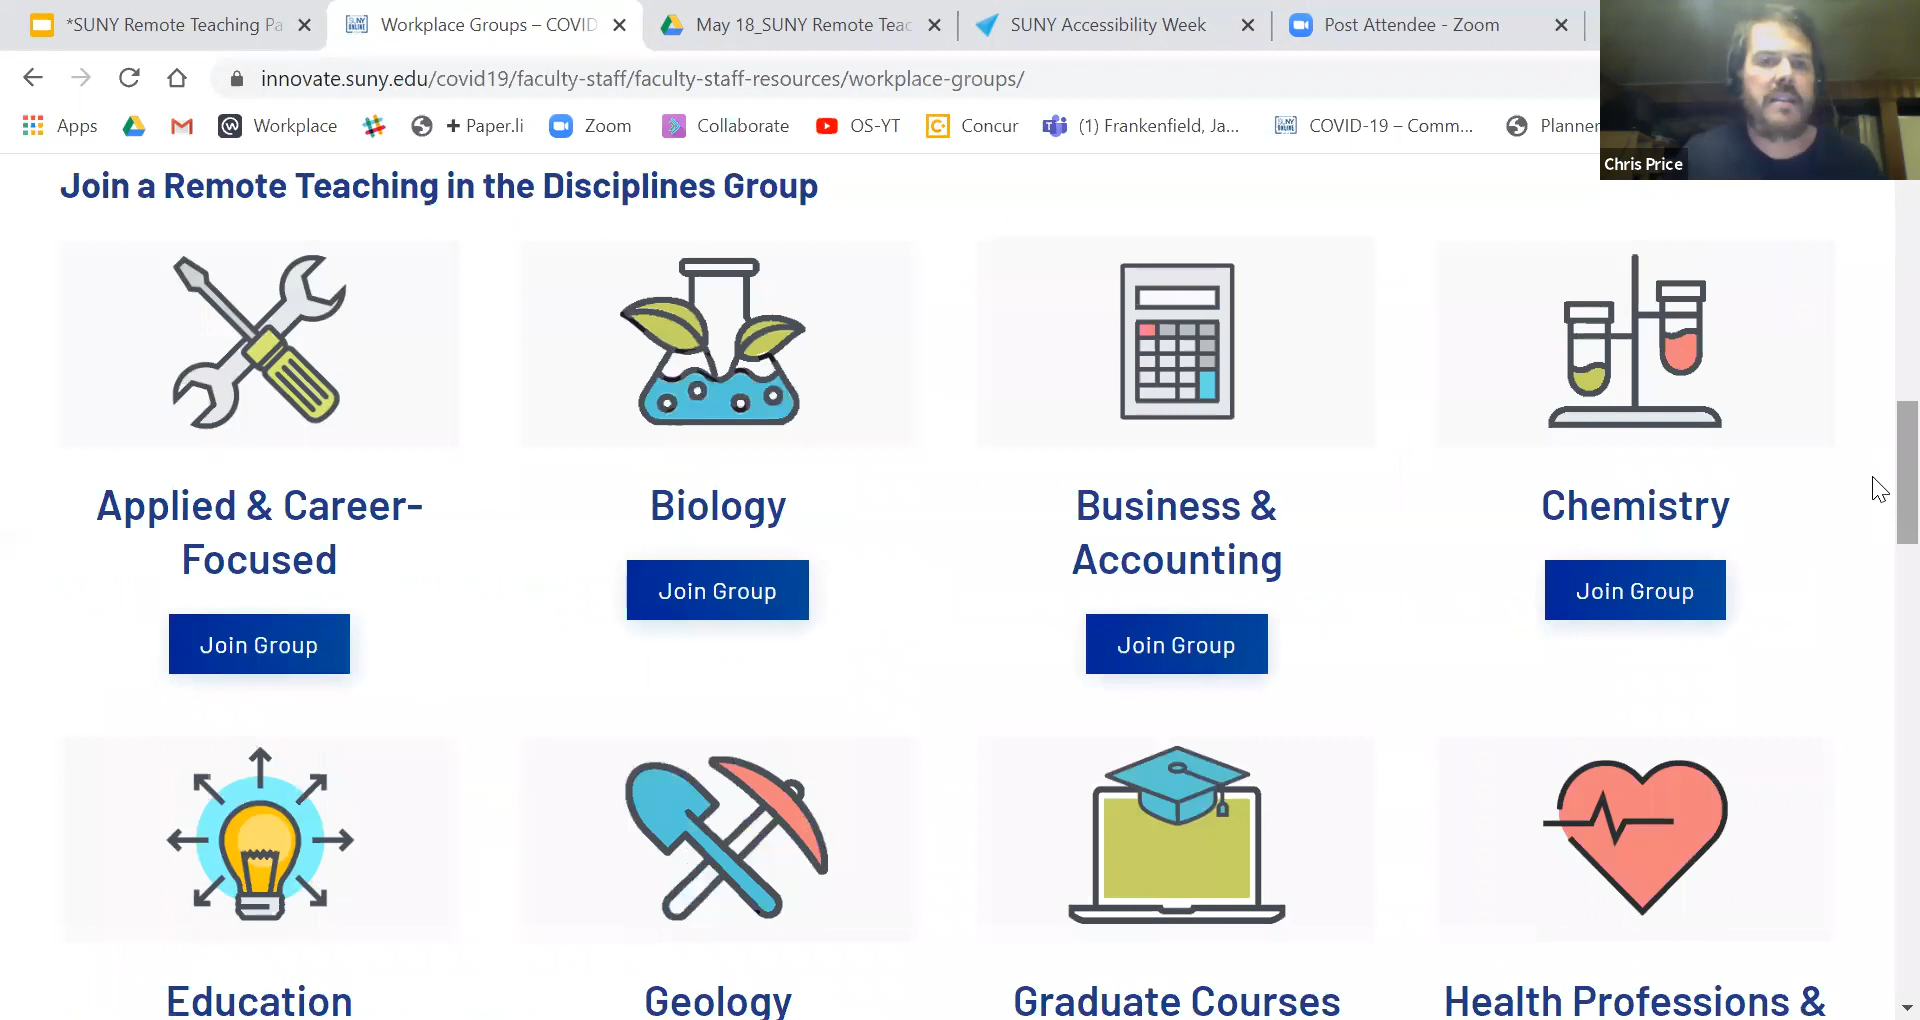 *SUNY Remote Teaching Pa
Workplace Groups – COVID
May 18_SUNY Remote Teac
SUNY Accessibility Week
Post Attendee - Zoom
innovate.suny.edu/covid19/faculty-staff/faculty-staff-resources/workplace-groups/
Apps
Workplace
+ Paper.li
Zoom
Collaborate
OS-YT
Concur
(1) Frankenfield, Ja...
COVID-19 – Comm...
Planner
Chris Price
Join a Remote Teaching in the Disciplines Group
Applied & Career-
Focused
Join Group
Biology
Join Group
Business &
Accounting
Join Group
Chemistry
Join Group
Education
Geology
Graduate Courses
Health Professions &